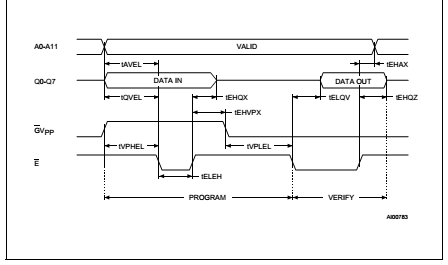 A0-A11
VALID
tAVEL
tEHAX
Q0-Q7
DATA IN
DATA OUT
tQVEL
tEHQX
tELQV
tEHQZ
tEHVPX
GVPP
tVPHEL
tVPLEL
E
tELEH
PROGRAM
VERIFY
AI00783